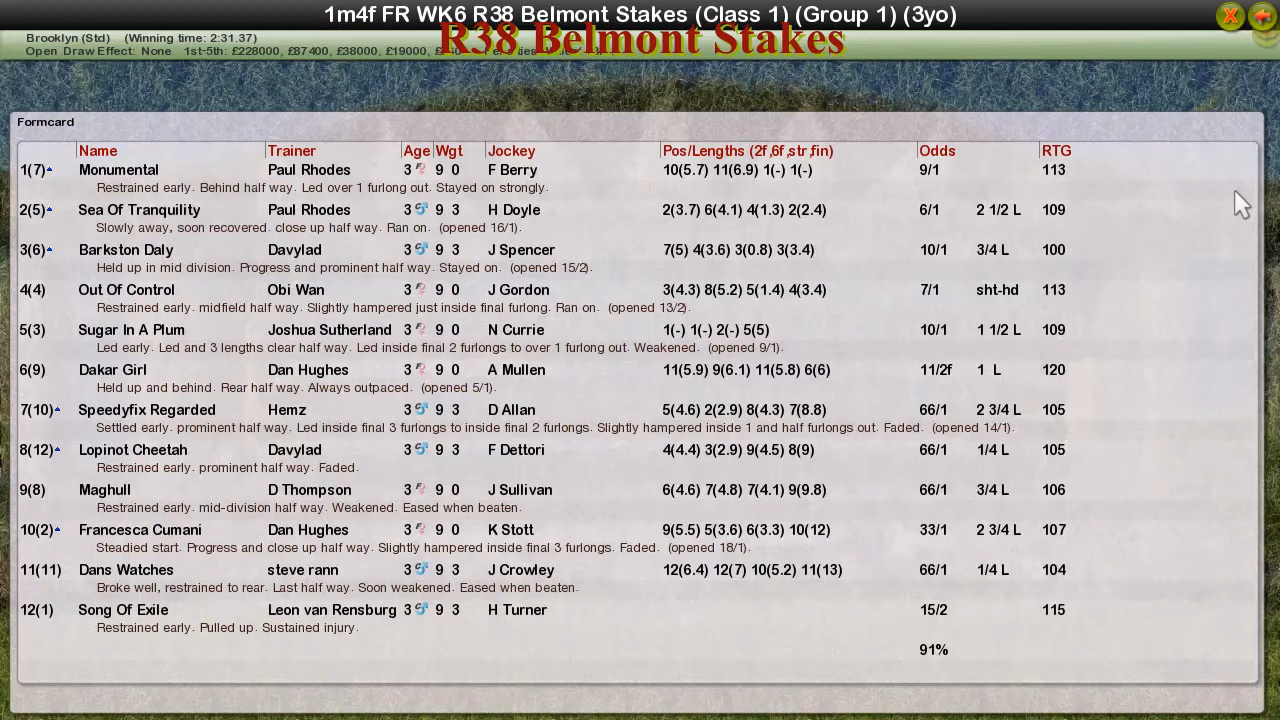 1m4f FR WK6 R38 Belmont Stakes (Class 1) (Group 1) (3yo)
R38 Belmont Stakes
Brooklyn (Std) (Winning time: 2:31.37)
Open Draw Effect: None 1st-5th: £228000, £87400, £38000, £19000,
Formcard
Name Trainer Age Wgt Jockey Pos/Lengths (2f,6f,str,fin) Odds RTG
1(7) Monumental Paul Rhodes 3 9 0 F Berry 10(5.7) 11(6.9) 1(-) 1(-) 9/1 113
Restrained early. Behind half way. Led over 1 furlong out. Stayed on strongly.
2(5) Sea Of Tranquility Paul Rhodes 3 9 3 H Doyle 2(3.7) 6(4.1) 4(1.3) 2(2.4) 6/1 2 1/2 L 109
Slowly away, soon recovered. close up half way. Ran on. (opened 16/1).
3(6) Barkston Daly Davylad 3 9 3 J Spencer 7(5) 4(3.6) 3(0.8) 3(3.4) 10/1 3/4 L 100
Held up in mid division. Progress and prominent half way. Stayed on. (opened 15/2).
4(4) Out Of Control Obi Wan 3 9 0 J Gordon 3(4.3) 8(5.2) 5(1.4) 4(3.4) 7/1 sht-hd 113
Restrained early. midfield half way. Slightly hampered just inside final furlong. Ran on. (opened 13/2).
5(3) Sugar In A Plum Joshua Sutherland 3 9 0 N Currie 1(-) 1(-) 2(-) 5(5) 10/1 1 1/2 L 109
Led early. Led and 3 lengths clear half way. Led inside final 2 furlongs to over 1 furlong out. Weakened. (opened 9/1).
6(9) Dakar Girl Dan Hughes 3 9 0 A Mullen 11(5.9) 9(6.1) 11(5.8) 6(6) 11/2f 1 L 120
Held up and behind. Rear half way. Always outpaced. (opened 5/1).
7(10) Speedyfix Regarded Hemz 3 9 3 D Allan 5(4.6) 2(2.9) 8(4.3) 7(8.8) 66/1 2 3/4 L 105
Settled early. prominent half way. Led inside final 3 furlongs to inside final 2 furlongs. Slightly hampered inside 1 and half furlongs out. Faded. (opened 14/1).
8(12) Lopinot Cheetah Davylad 3 9 3 F Dettori 4(4.4) 3(2.9) 9(4.5) 8(9) 66/1 1/4 L 105
Restrained early. prominent half way. Faded.
9(8) Maghull D Thompson 3 9 0 J Sullivan 6(4.6) 7(4.8) 7(4.1) 9(9.8) 66/1 3/4 L 106
Restrained early. mid-division half way. Weakened. Eased when beaten.
10(2) Francesca Cumani Dan Hughes 3 9 0 K Stott 9(5.5) 5(3.6) 6(3.3) 10(12) 33/1 2 3/4 L 107
Steadied start. Progress and close up half way. Slightly hampered inside final 3 furlongs. Faded. (opened 18/1).
11(11) Dans Watches steve rann 3 9 3 J Crowley 12(6.4) 12(7) 10(5.2) 11(13) 66/1 1/4 L 104
Broke well, restrained to rear. Last half way. Soon weakened. Eased when beaten.
12(1) Song Of Exile Leon van Rensburg 3 9 3 H Turner 15/2 115
Restrained early. Pulled up. Sustained injury.
91%